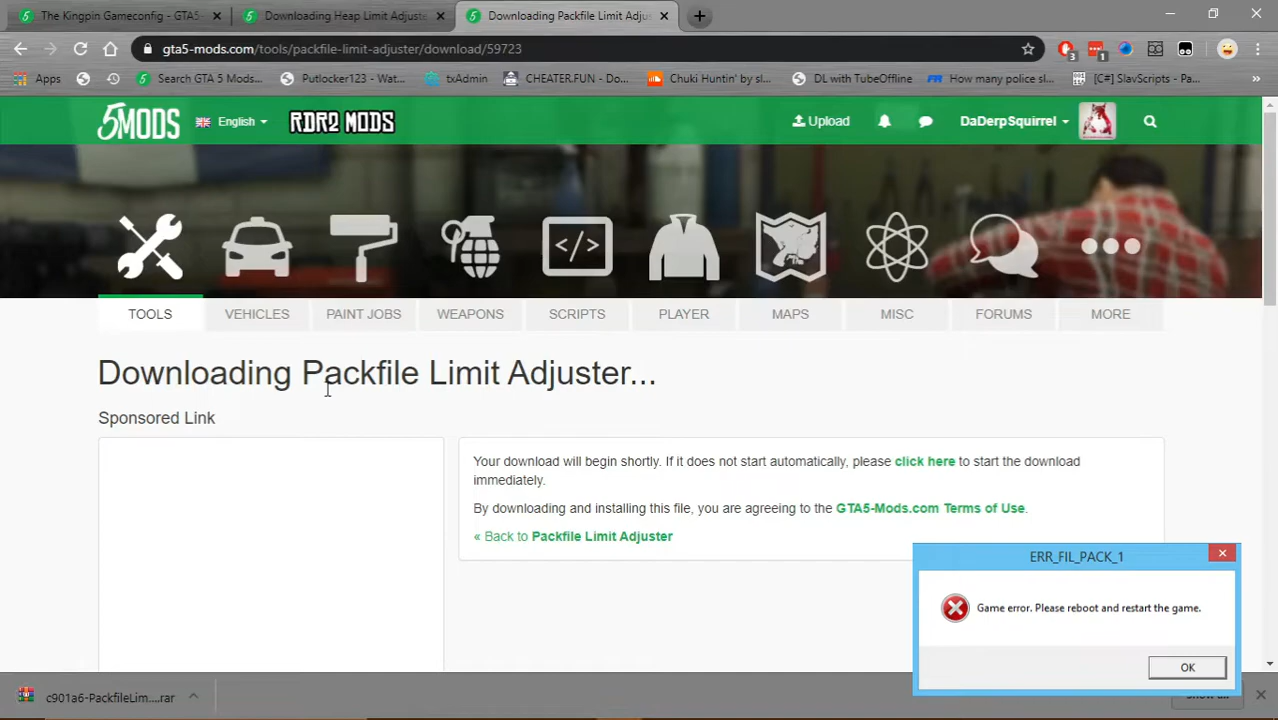 The Kingpin Gameconfig - GTA5-
Downloading Heap Limit Adjuste
Downloading Packfile Limit Adju
gta5-mods.com/tools/packfile-limit-adjuster/download/59723
3
1
Apps
Search GTA 5 Mods...
Putlocker123 - Wat...
txAdmin
CHEATER.FUN - Do...
Chuki Huntin' by sl...
DL with TubeOffline
How many police sl...
[C#] SlavScripts - Pa...
»
5MODS
English
RDR2 MODS
Upload
DaDerpSquirrel
</>
TOOLS
VEHICLES
PAINT JOBS
WEAPONS
SCRIPTS
PLAYER
MAPS
MISC
FORUMS
MORE
Downloading Packfile Limit Adjuster...
Sponsored Link
Your download will begin shortly. If it does not start automatically, please click here to start the download
immediately.
By downloading and installing this file, you are agreeing to the GTA5-Mods.com Terms of Use.
« Back to Packfile Limit Adjuster
ERR_FIL_PACK_1
Game error. Please reboot and restart the game.
OK
c901a6-PackfileLim....rar